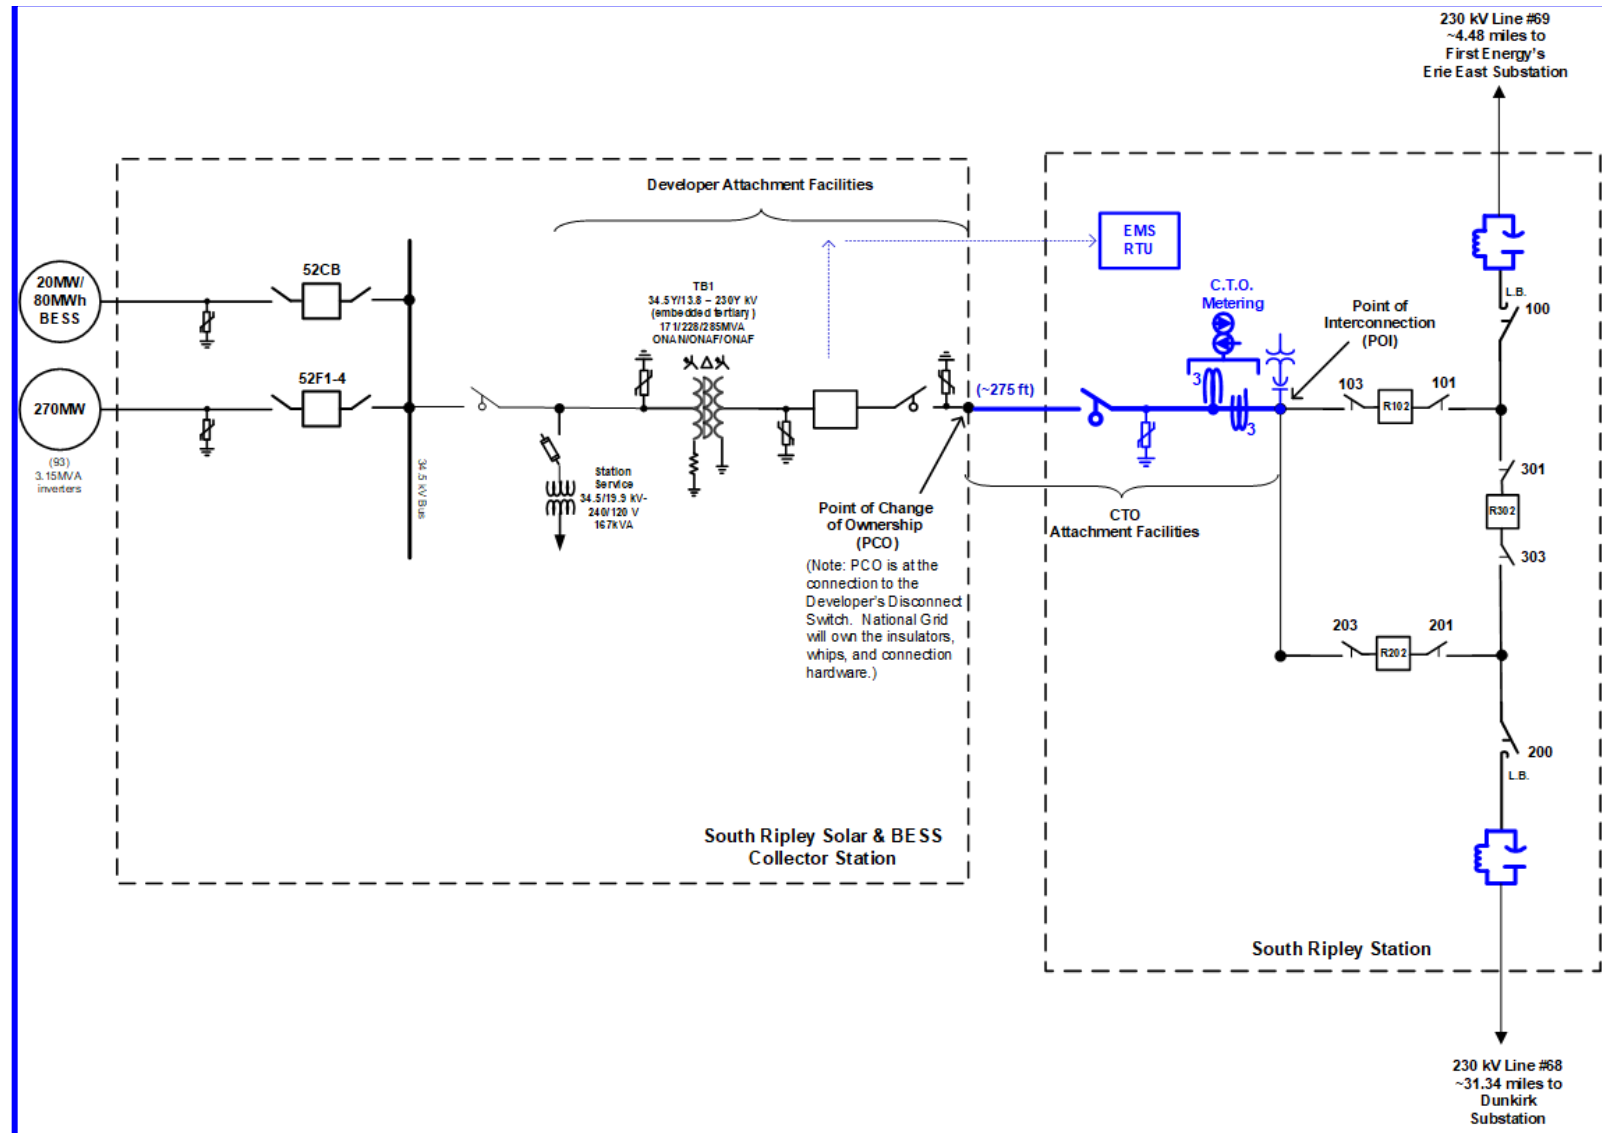 230 kV Line #69
~4.48 miles to
First Energy's
Erie East Substation
Developer Attachment Facilities
EMS
RTU
20MW/
80MWh
BESS
52CB
TB1
34.5Y/13.8 – 230Y kV
(embedded tertiary)
171/228/285MVA
ONAN/ONAF/ONAF
C.T.O.
Metering
Point of
Interconnection
(POI)
L.B.
100
270MW
52F1-4
(93)
3.15MVA
inverters
34.5 kV Bus
(~275 ft)
3
3
103
R102
101
Station
Service
34.5/19.9 kV-
240/120 V
167kVA
301
R302
303
Point of Change
of Ownership
(PCO)
(Note: PCO is at the
connection to the
Developer's Disconnect
Switch. National Grid
will own the insulators,
whips, and connection
hardware.)
CTO
Attachment Facilities
203
R202
201
200
L.B.
South Ripley Solar & BESS
Collector Station
South Ripley Station
230 kV Line #68
~31.34 miles to
Dunkirk
Substation